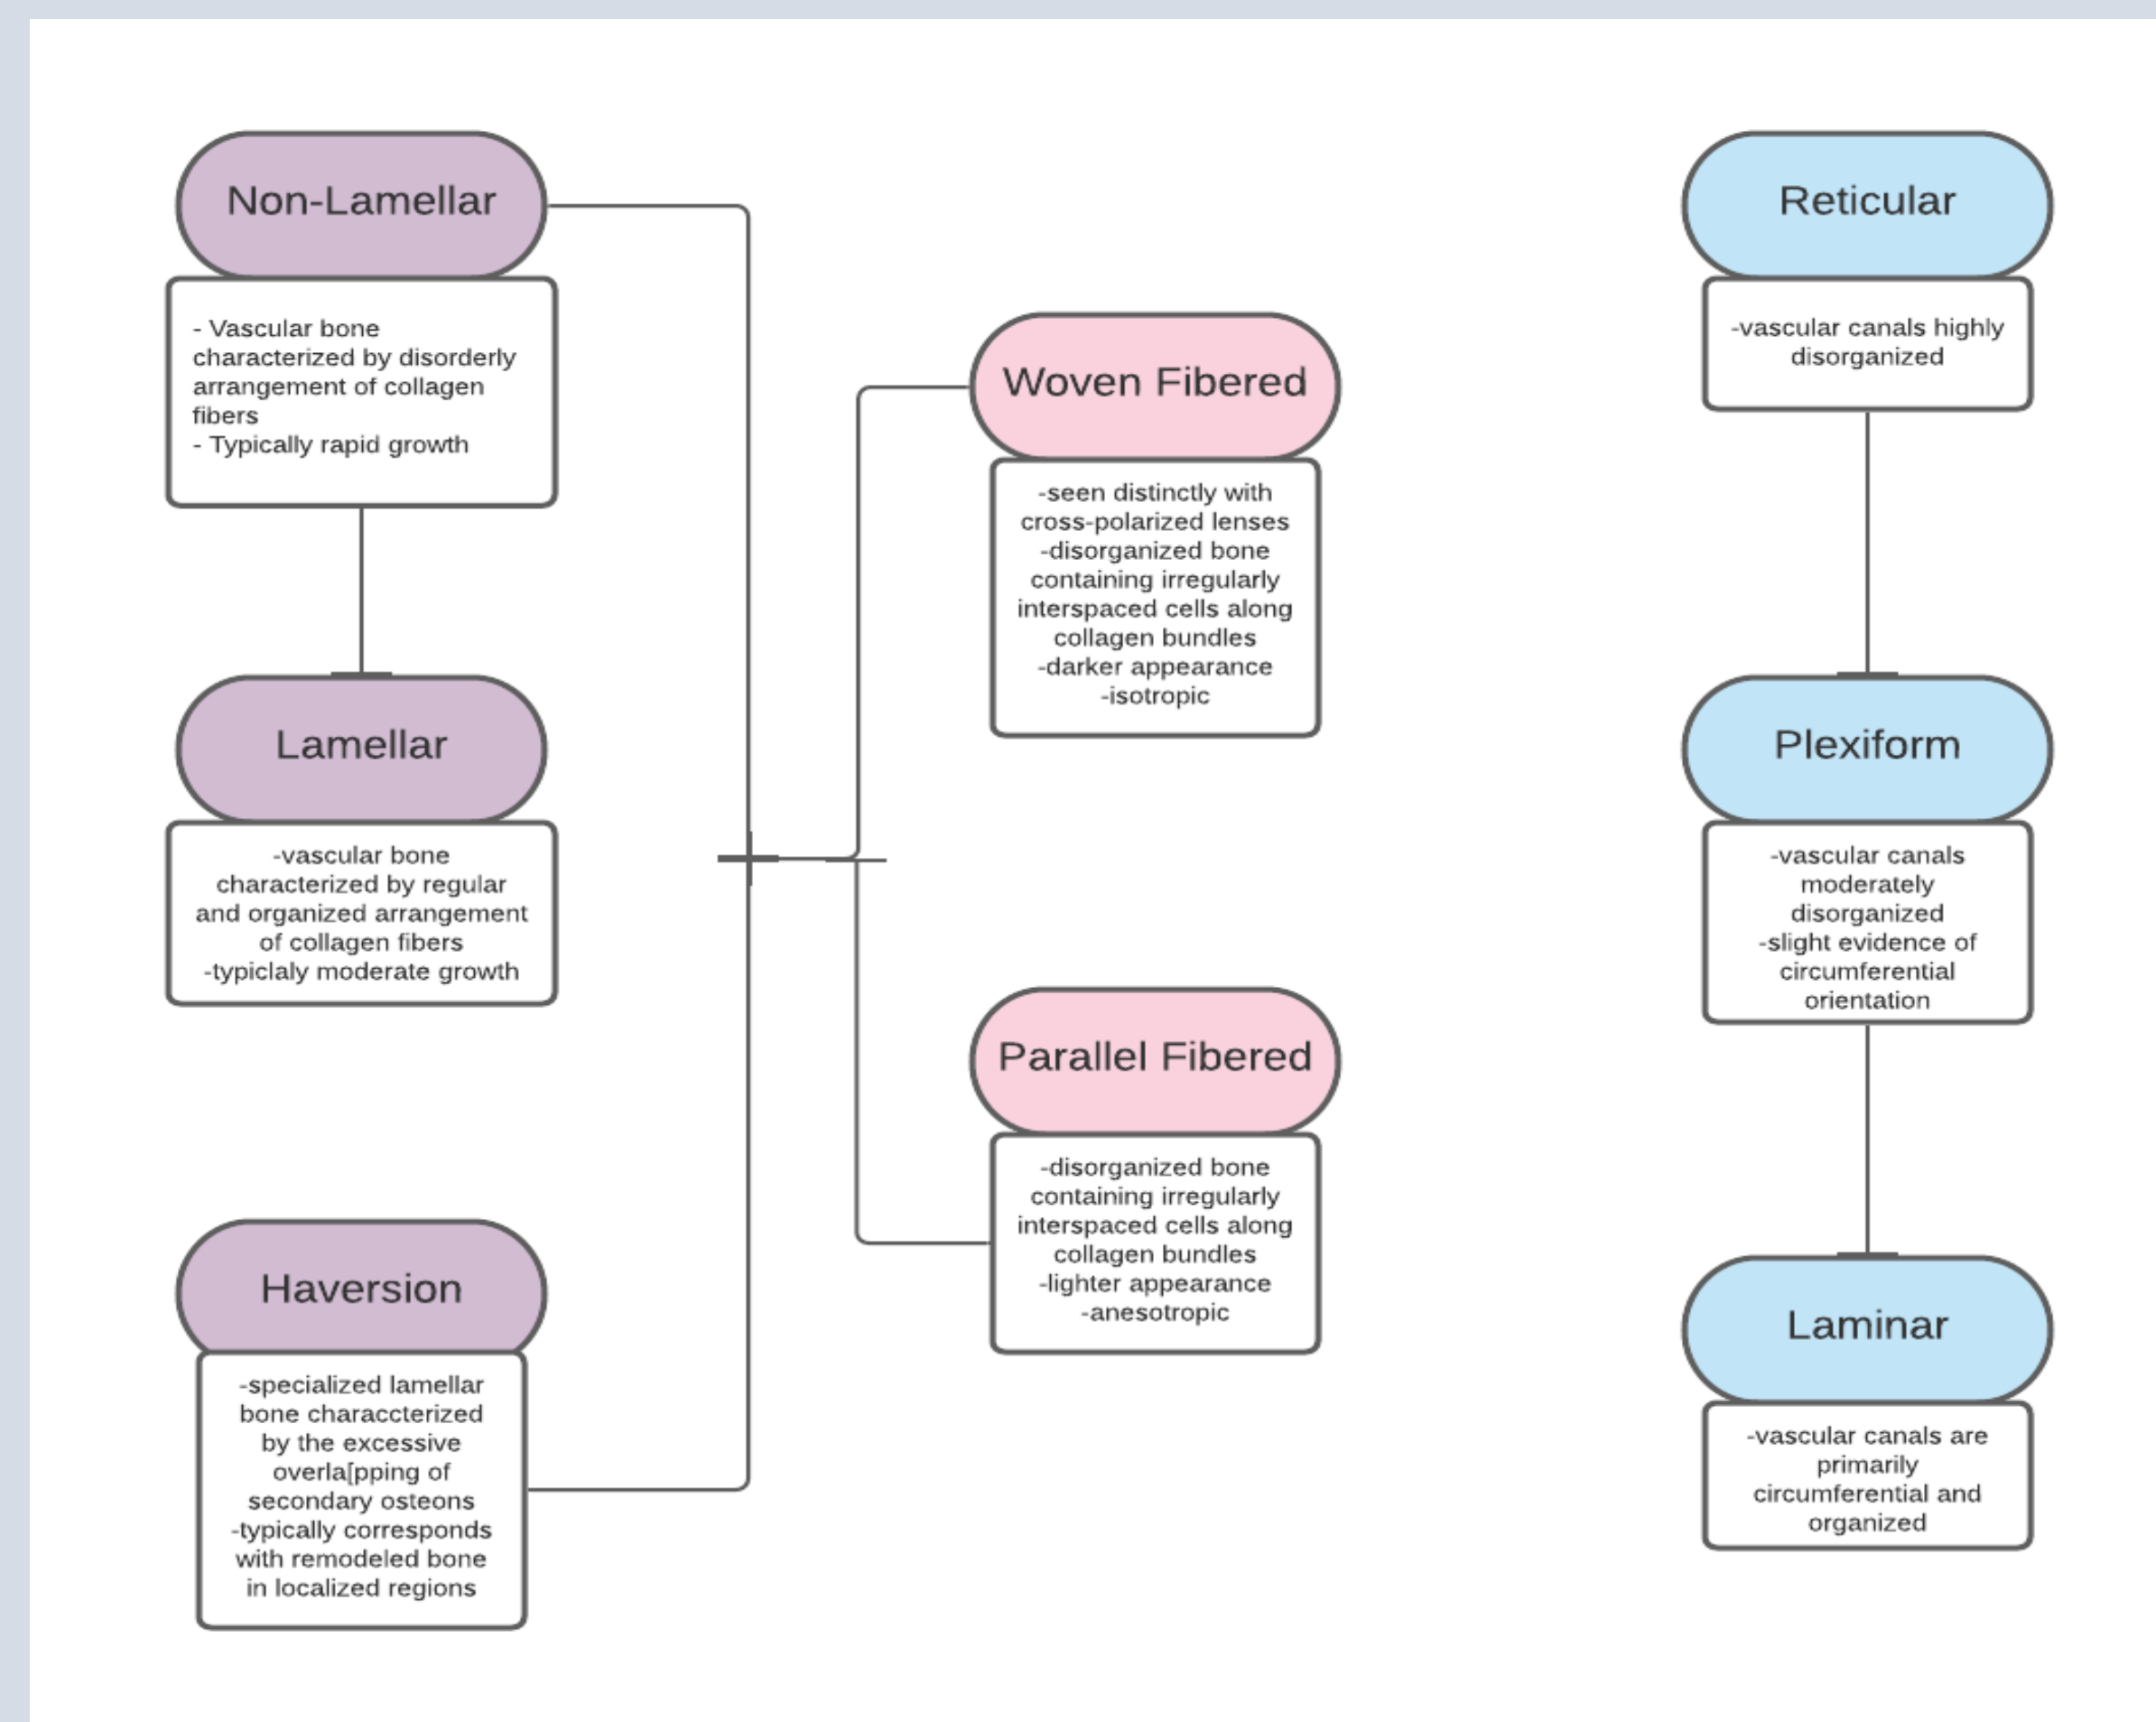 Non-Lamellar
- Vascular bone
characterized by disorderly
arrangement of collagen
fibers
- Typically rapid growth
Lamellar
-vascular bone
characterized by regular
and organized arrangement
of collagen fibers
-typiclaly moderate growth
Haversion
-specialized lamellar
bone characcterized
by the excessive
overla[pping of
secondary osteons
-typically corresponds
with remodeled bone
in localized regions
Woven Fibered
-seen distinctly with
cross-polarized lenses
-disorganized bone
containing irregularly
interspaced cells along
collagen bundles
-darker appearance
-isotropic
Parallel Fibered
-disorganized bone
containing irregularly
interspaced cells along
collagen bundles
-lighter appearance
-anesotropic
Reticular
-vascular canals highly
disorganized
Plexiform
-vascular canals
moderately
disorganized
-slight evidence of
circumferential
orientation
Laminar
-vascular canals are
primarily
circumferential and
organized